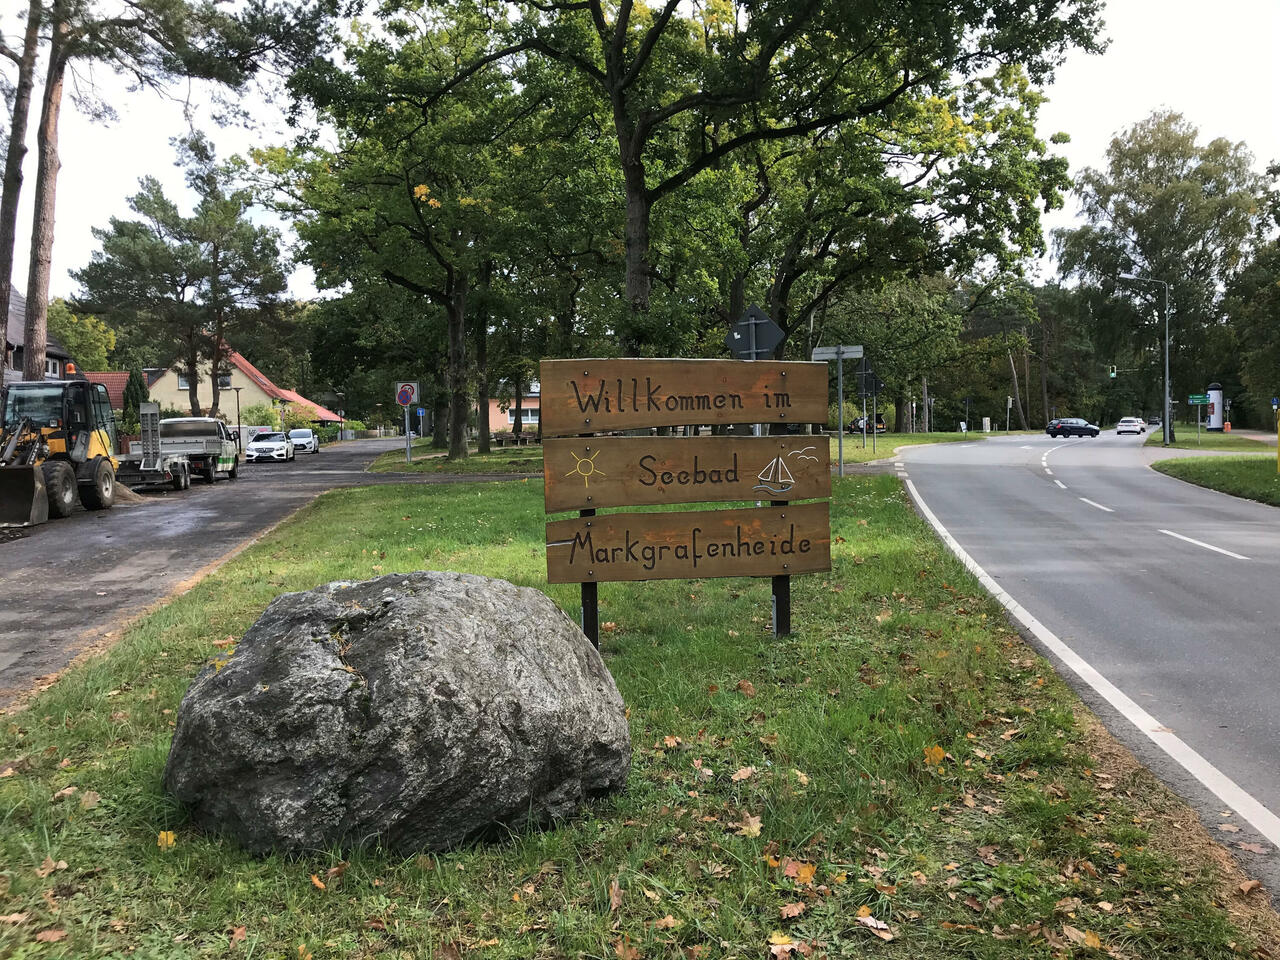 Willkommen im
Seebad
Markgrafenheide